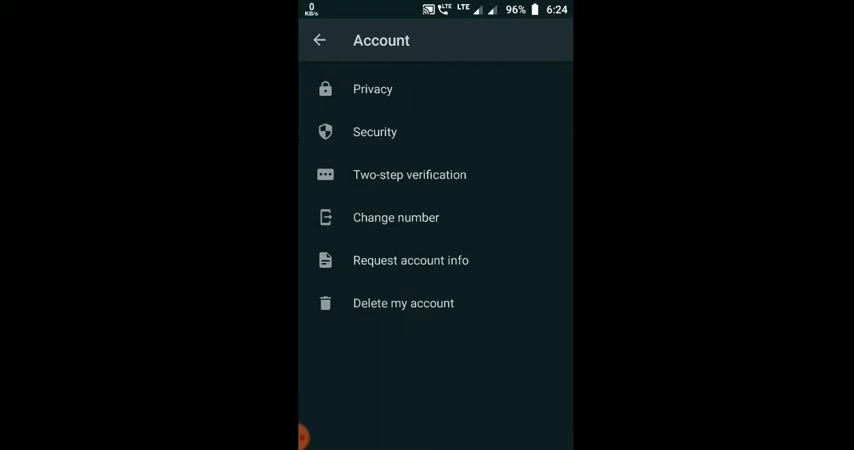 0
KB/s
LTE LTE 96% 6:24
Account
Privacy
Security
Two-step verification
Change number
Request account info
Delete my account